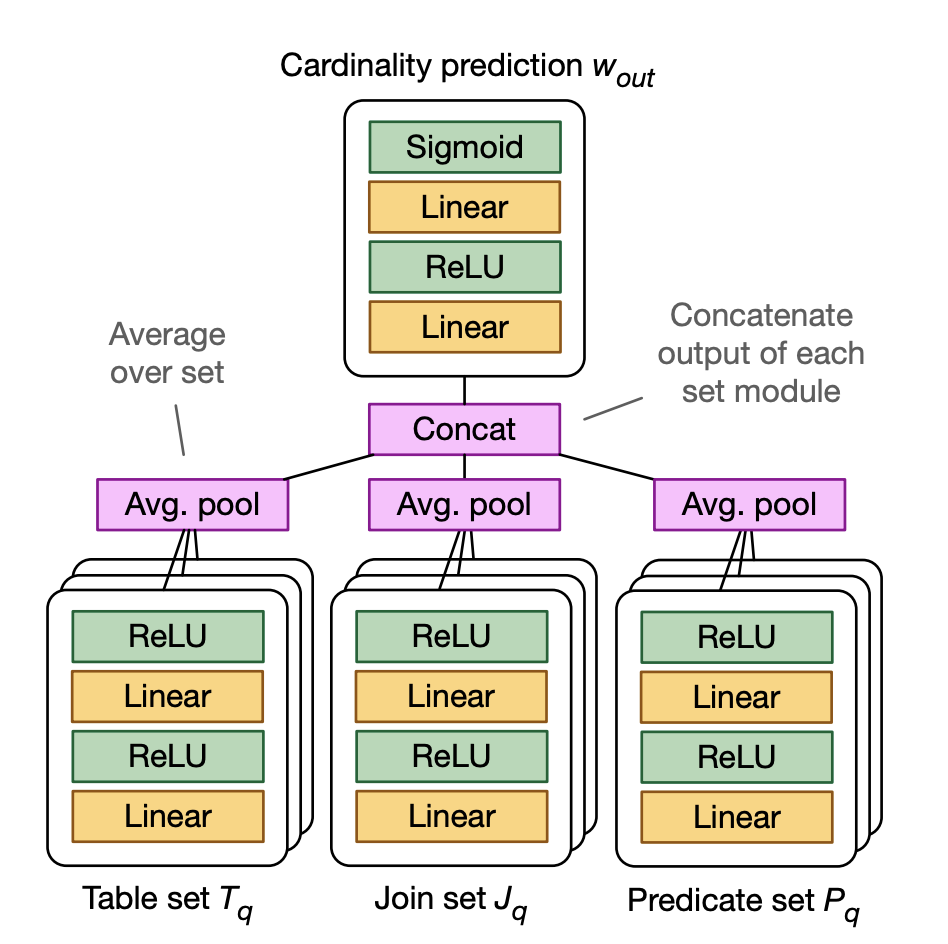 Cardinality prediction w_out
Sigmoid
Linear
ReLU
Linear
Average
over set
Concatenate
output of each
set module
Concat
Avg. pool
Avg. pool
Avg. pool
ReLU
Linear
ReLU
Linear
ReLU
Linear
ReLU
Linear
ReLU
Linear
ReLU
Linear
Table set T_q
Join set J_q
Predicate set P_q